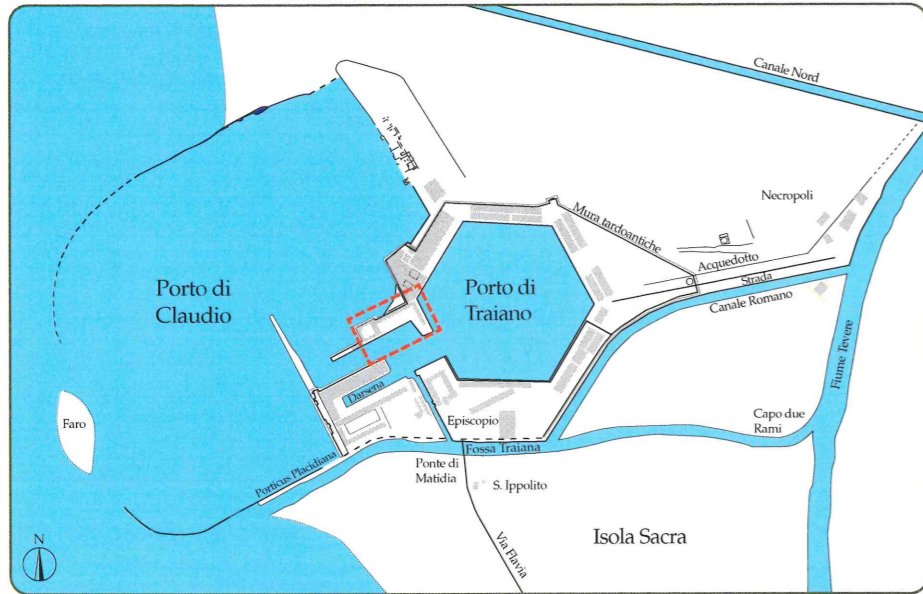 Canale Nord
Necropoli
Mura tardoantiche
Acquedotto
Strada
Canale Romano
Porto di
Claudio
Porto di
Traiano
Fiume Tevere
Darsena
Faro
Episcopio
Capo due
Rami
Fossa Traiana
Porticus Placidiana
Ponte di
Matidia
S. Ippolito
Isola Sacra
Via Flavia
N